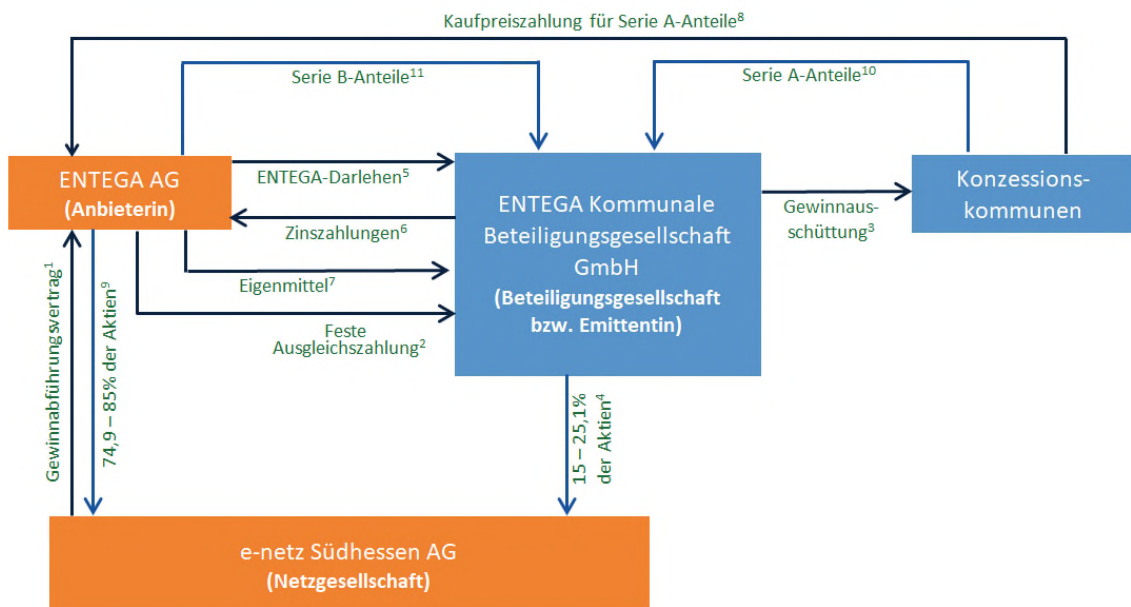 Kaufpreiszahlung für Serie A-Anteile⁸
Serie B-Anteile¹¹
Serie A-Anteile¹⁰
ENTEGA AG
(Anbieterin)
ENTEGA-Darlehen⁵
Zinszahlungen⁶
Eigenmittel⁷
Feste
Ausgleichszahlung²
ENTEGA Kommunale
Beteiligungsgesellschaft
GmbH
(Beteiligungsgesellschaft
bzw. Emittentin)
Gewinnaus-
schüttung³
Konzessions-
kommunen
Gewinnabführungsvertrag¹
74,9 – 85% der Aktien⁹
15 – 25,1%
der Aktien⁴
e-netz Südhessen AG
(Netzgesellschaft)